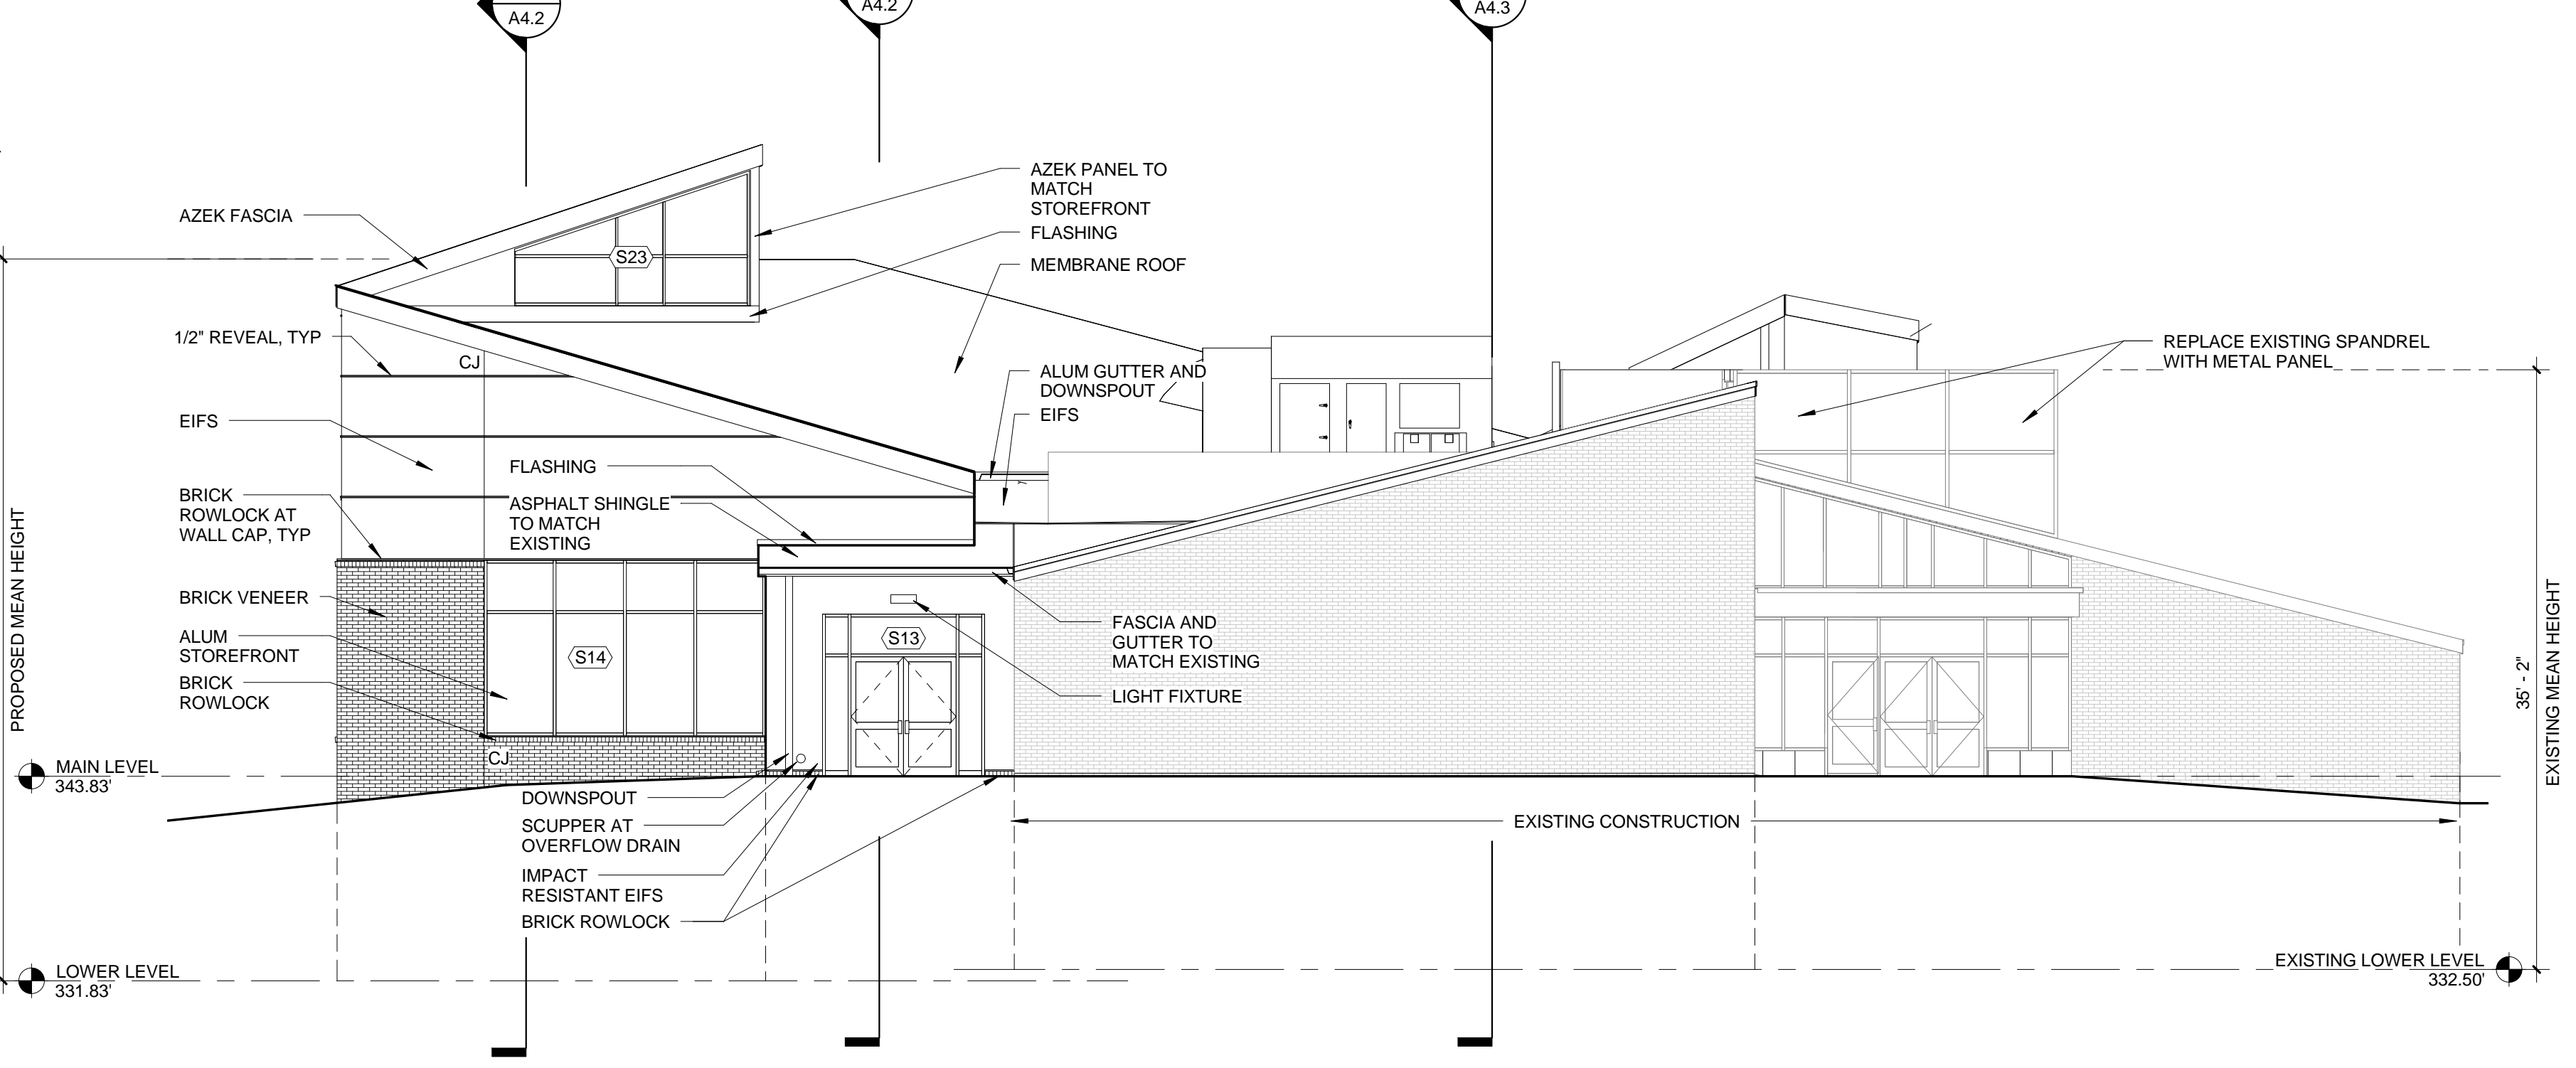 A4.2
A4.2
A4.3
AZEK FASCIA
S23
AZEK PANEL TO
MATCH
STOREFRONT
FLASHING
MEMBRANE ROOF
1/2" REVEAL, TYP
CJ
ALUM GUTTER AND
DOWNSPOUT
EIFS
REPLACE EXISTING SPANDREL
WITH METAL PANEL
EIFS
FLASHING
ASPHALT SHINGLE
TO MATCH
EXISTING
BRICK
ROWLOCK AT
WALL CAP, TYP
BRICK VENEER
ALUM
STOREFRONT
BRICK
ROWLOCK
S14
S13
FASCIA AND
GUTTER TO
MATCH EXISTING
LIGHT FIXTURE
PROPOSED MEAN HEIGHT
35' - 2"
EXISTING MEAN HEIGHT
CJ
MAIN LEVEL
343.83'
DOWNSPOUT
SCUPPER AT
OVERFLOW DRAIN
IMPACT
RESISTANT EIFS
BRICK ROWLOCK
EXISTING CONSTRUCTION
LOWER LEVEL
331.83'
EXISTING LOWER LEVEL
332.50'